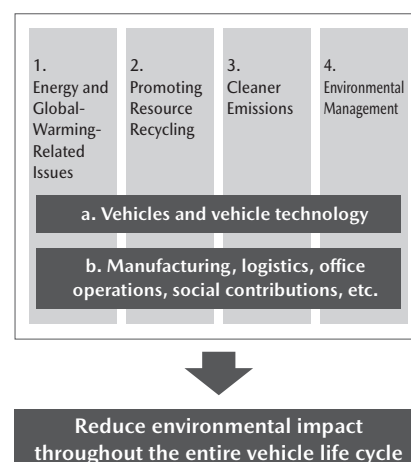 1.
Energy and
Global-
Warming-
Related
Issues
2.
Promoting
Resource
Recycling
3.
Cleaner
Emissions
4.
Environmental
Management
a. Vehicles and vehicle technology
b. Manufacturing, logistics, office
operations, social contributions, etc.
Reduce environmental impact
throughout the entire vehicle life cycle